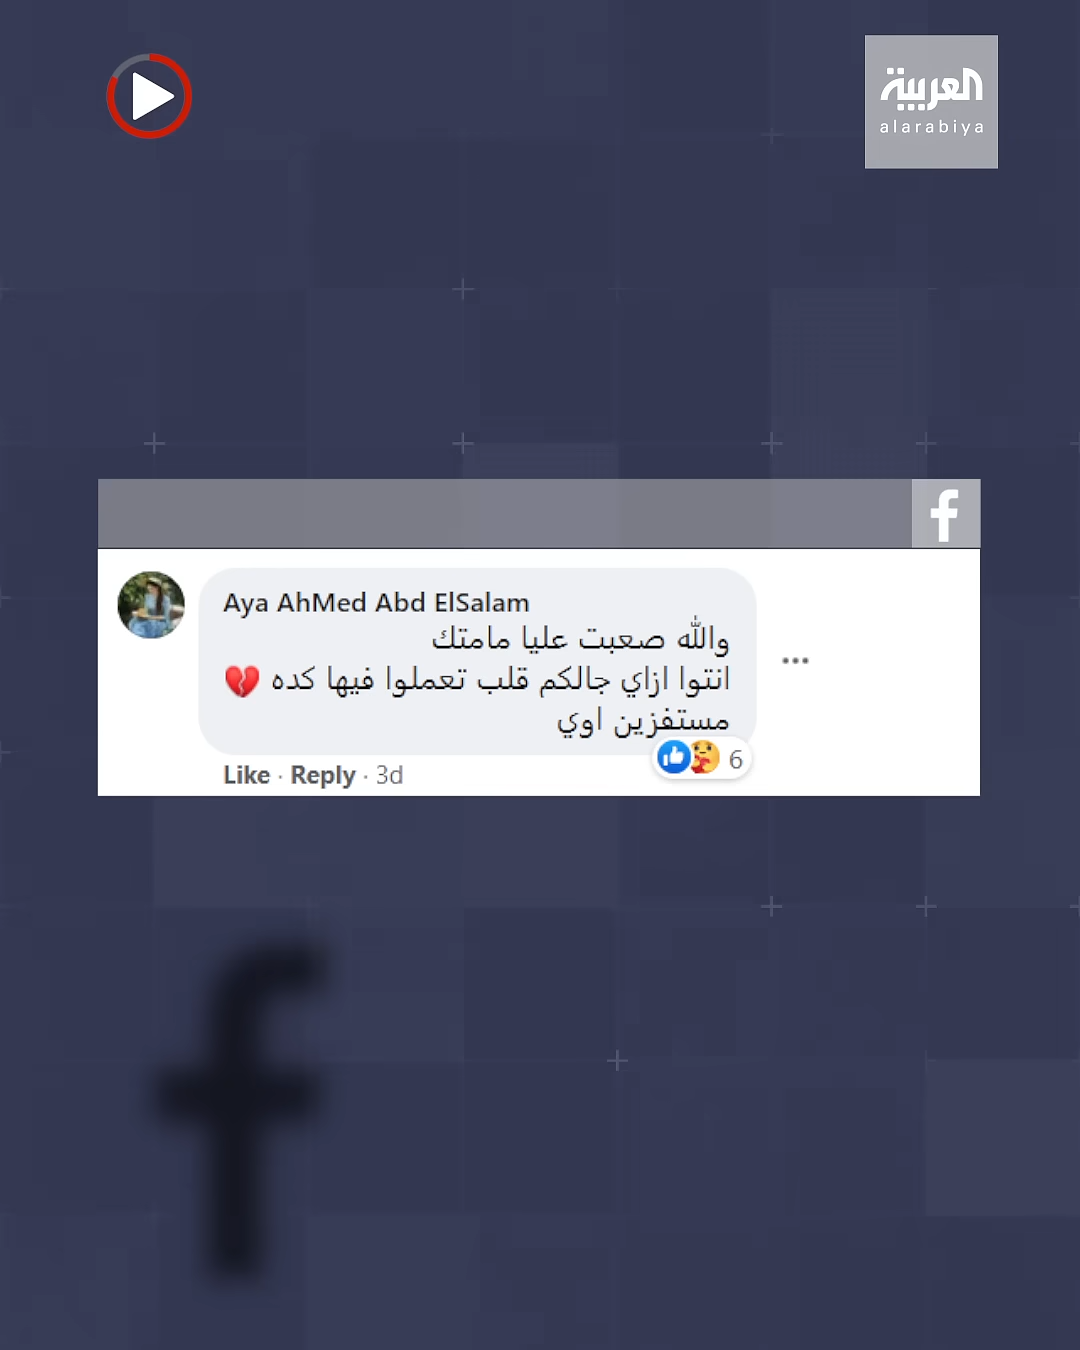 العربية
alarabiya
Aya AhMed Abd ElSalam
والله صعبت عليا مامتك
انتوا ازاي جالكم قلب تعملوا فيها كده 💔
مستفزين اوي
6
Like · Reply · 3d